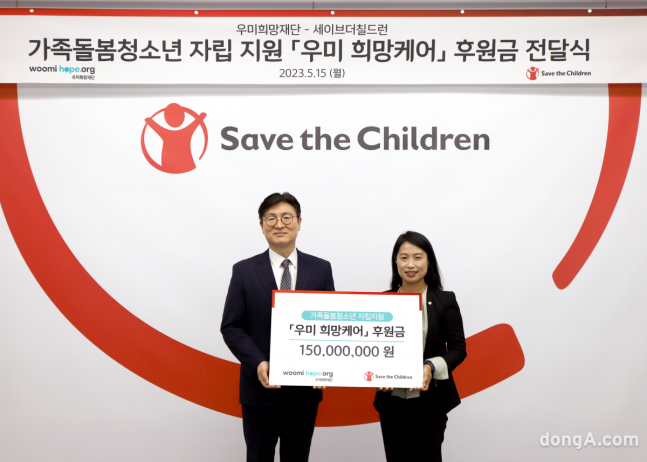 우미희망재단 - 세이브더칠드런
가족돌봄청소년 자립 지원 「우미 희망케어」 후원금 전달식
2023.5.15 (월)
woomi hope.org
우미희망재단
Save the Children
Save the Children
가족돌봄청소년 자립지원
「우미 희망케어」 후원금
150,000,000 원
woomi hope.org
Save the Children
dongA.com